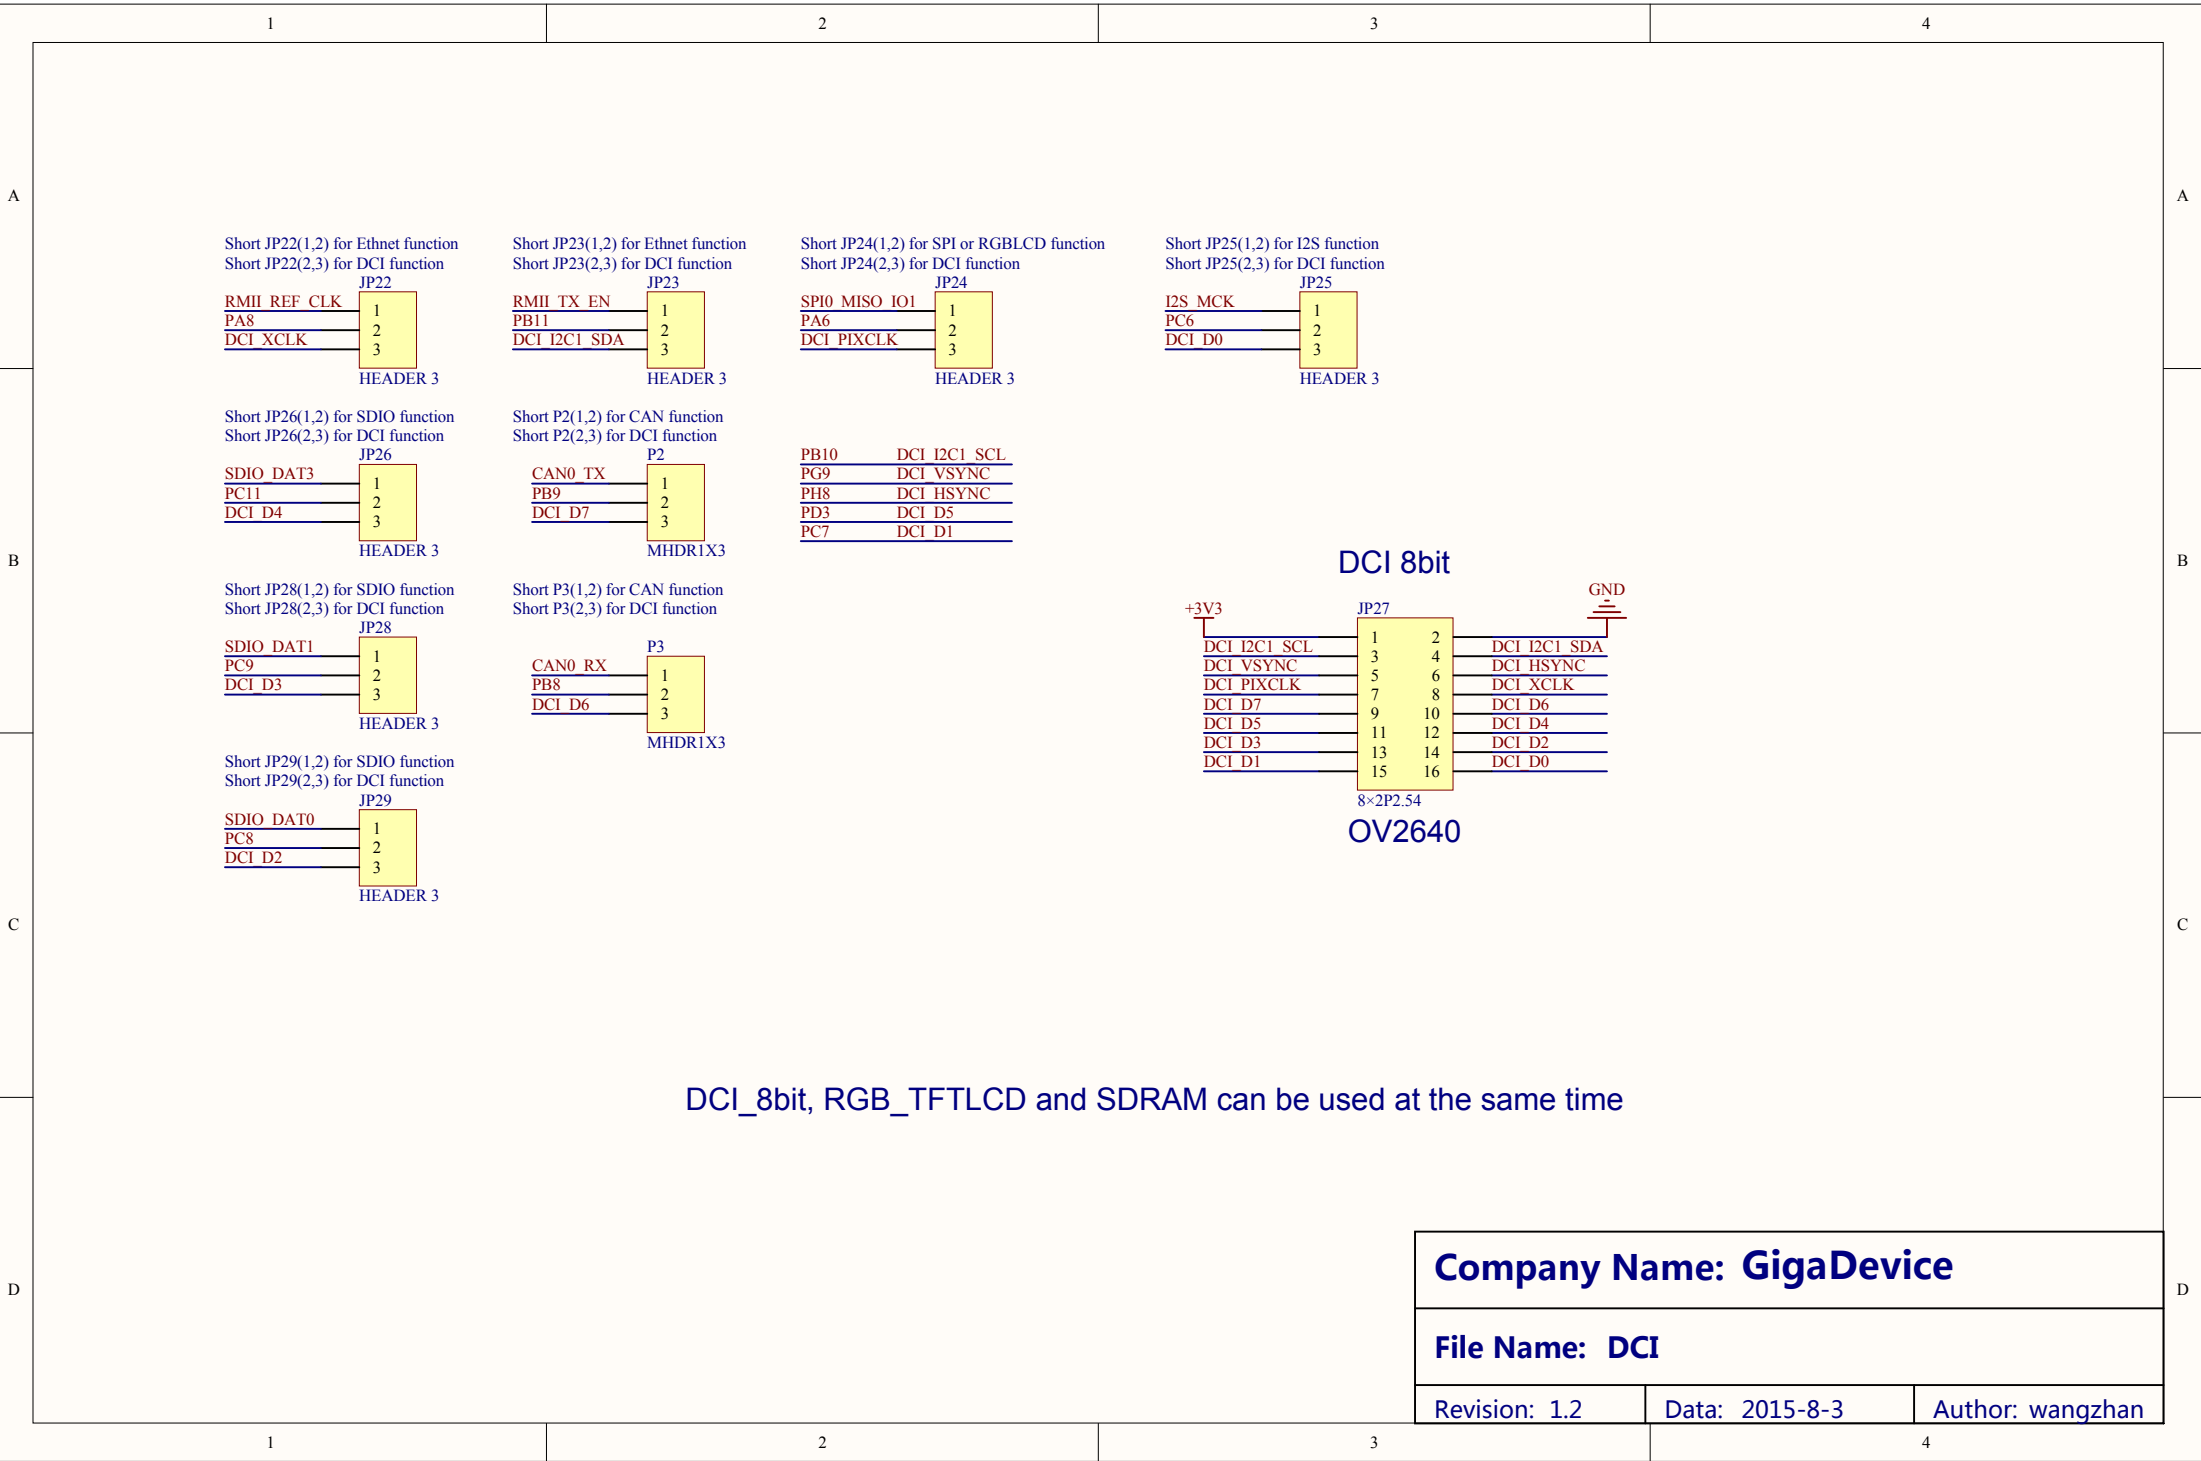 1 2 3 4
A A
Short JP22(1,2) for Ethnet function
Short JP22(2,3) for DCI function
JP22
RMII_REF_CLK 1
PA8 2
DCI_XCLK 3
HEADER 3
Short JP23(1,2) for Ethnet function
Short JP23(2,3) for DCI function
JP23
RMII_TX_EN 1
PB11 2
DCI_I2C1_SDA 3
HEADER 3
Short JP24(1,2) for SPI or RGBLCD function
Short JP24(2,3) for DCI function
JP24
SPI0_MISO_IO1 1
PA6 2
DCI_PIXCLK 3
HEADER 3
Short JP25(1,2) for I2S function
Short JP25(2,3) for DCI function
JP25
I2S_MCK 1
PC6 2
DCI_D0 3
HEADER 3
Short JP26(1,2) for SDIO function
Short JP26(2,3) for DCI function
JP26
SDIO_DAT3 1
PC11 2
DCI_D4 3
HEADER 3
Short P2(1,2) for CAN function
Short P2(2,3) for DCI function
P2
CAN0_TX 1
PB9 2
DCI_D7 3
MHDR1X3
PB10 DCI_I2C1_SCL
PG9 DCI_VSYNC
PH8 DCI_HSYNC
PD3 DCI_D5
PC7 DCI_D1
B B
Short JP28(1,2) for SDIO function
Short JP28(2,3) for DCI function
JP28
SDIO_DAT1 1
PC9 2
DCI_D3 3
HEADER 3
Short P3(1,2) for CAN function
Short P3(2,3) for DCI function
P3
CAN0_RX 1
PB8 2
DCI_D6 3
MHDR1X3
DCI 8bit
+3V3 JP27 GND
1 2
DCI_I2C1_SCL 3 4 DCI_I2C1_SDA
DCI_VSYNC 5 6 DCI_HSYNC
DCI_PIXCLK 7 8 DCI_XCLK
DCI_D7 9 10 DCI_D6
DCI_D5 11 12 DCI_D4
DCI_D3 13 14 DCI_D2
DCI_D1 15 16 DCI_D0
8×2P2.54
OV2640
Short JP29(1,2) for SDIO function
Short JP29(2,3) for DCI function
JP29
SDIO_DAT0 1
PC8 2
DCI_D2 3
HEADER 3
C C
DCI_8bit, RGB_TFTLCD and SDRAM can be used at the same time
D D
Company Name: GigaDevice
File Name: DCI
Revision: 1.2 Data: 2015-8-3 Author: wangzhan
1 2 3 4